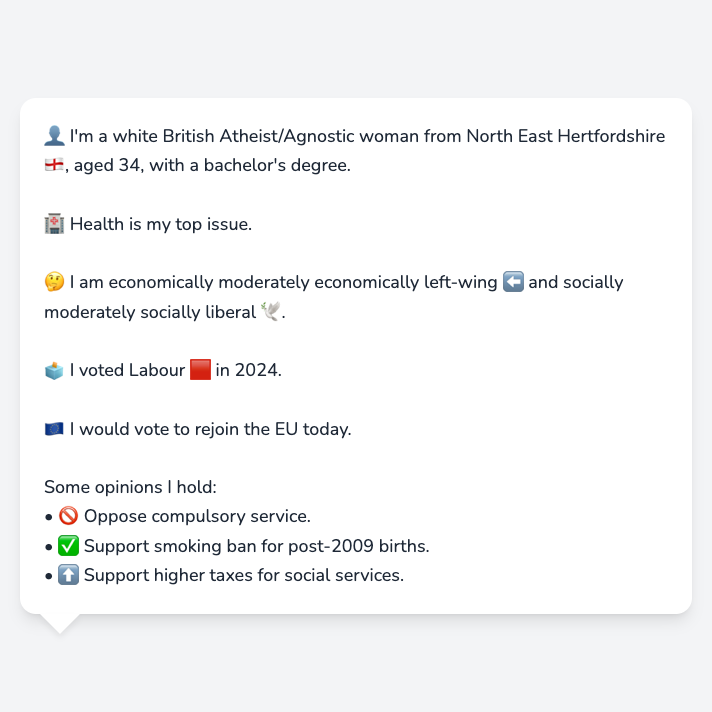 👤 I'm a white British Atheist/Agnostic woman from North East Hertfordshire
🏴󠁧󠁢󠁥󠁮󠁧󠁿, aged 34, with a bachelor's degree.
🏥 Health is my top issue.
🤔 I am economically moderately economically left-wing ⬅️ and socially
moderately socially liberal 🕊️.
🗳️ I voted Labour 🟥 in 2024.
🇪🇺 I would vote to rejoin the EU today.
Some opinions I hold:
• 🚫 Oppose compulsory service.
• ✅ Support smoking ban for post-2009 births.
• ⬆️ Support higher taxes for social services.